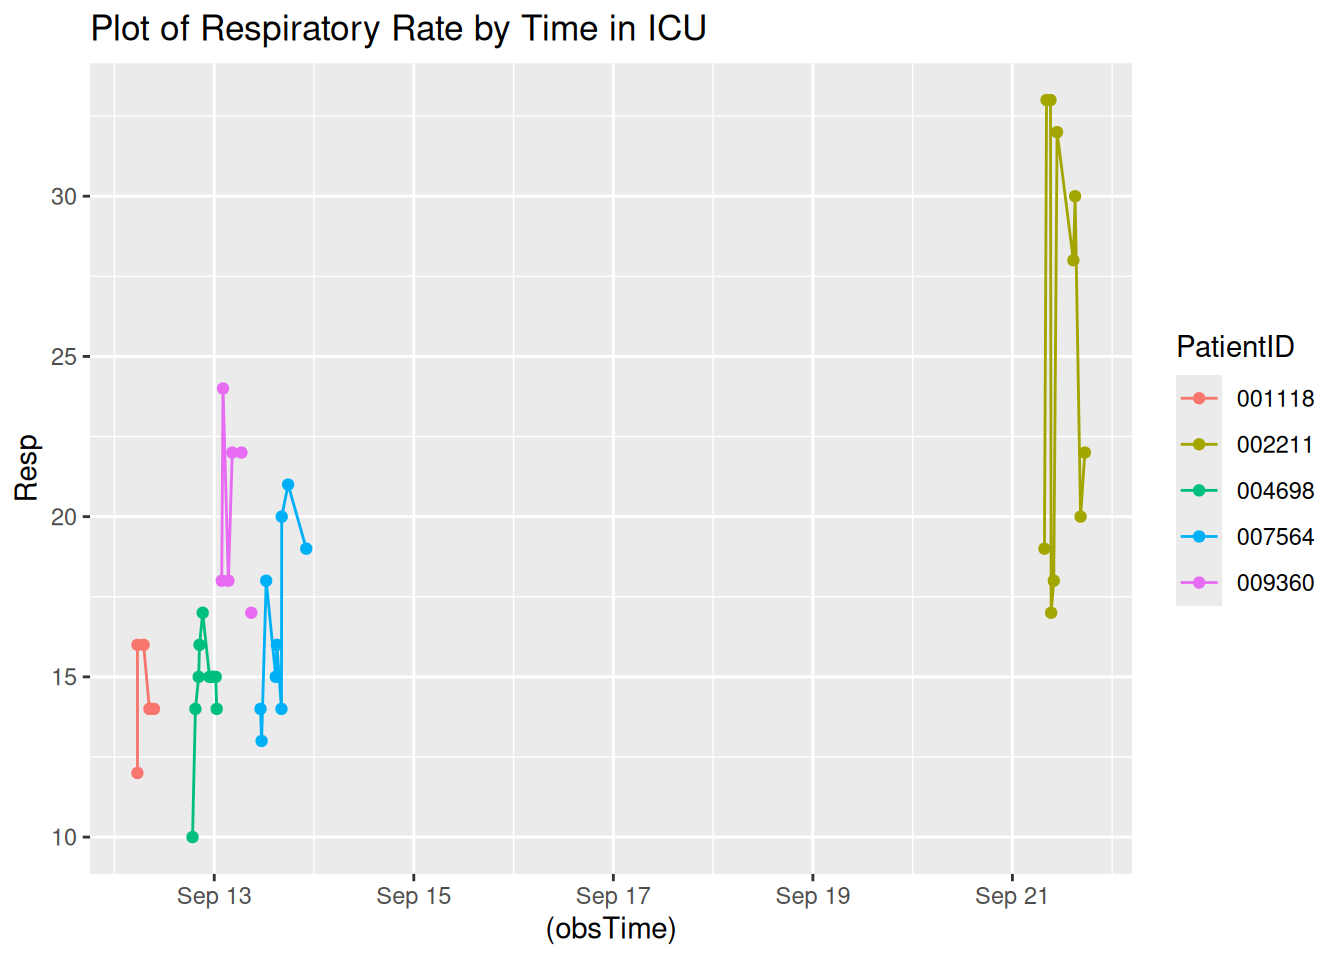 Plot of Respiratory Rate by Time in ICU
Resp
30
25
20
15
10
Sep 13
Sep 15
Sep 17
Sep 19
Sep 21
(obsTime)
PatientID
001118
002211
004698
007564
009360